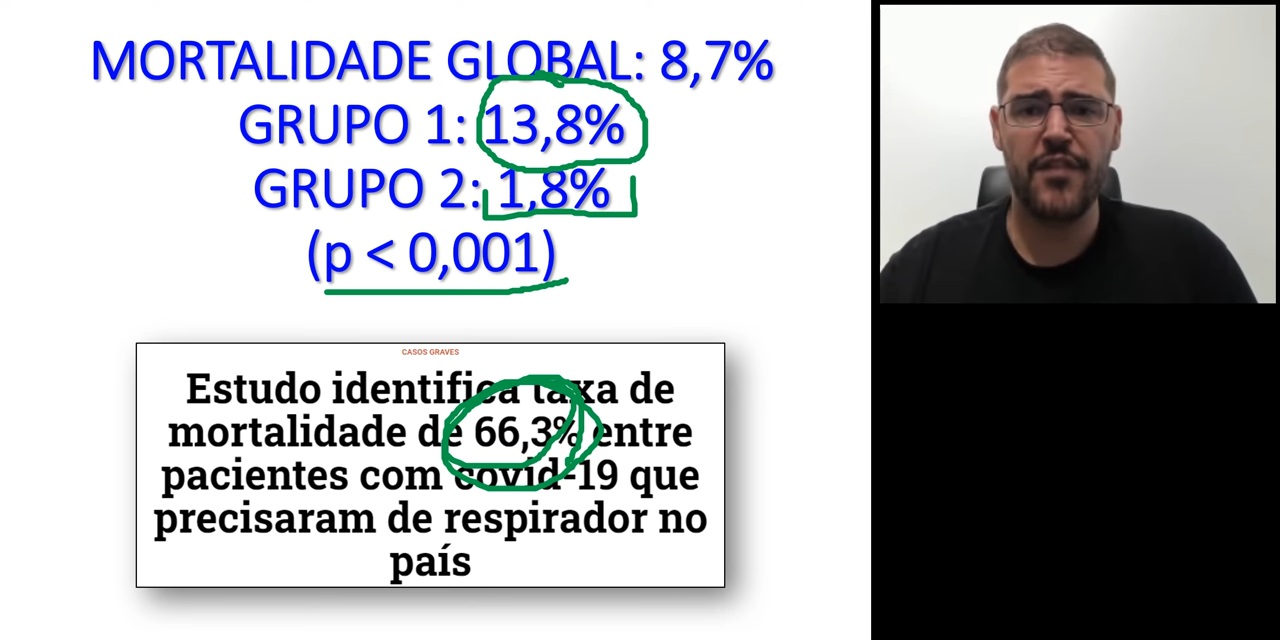 MORTALIDADE GLOBAL: 8,7%
GRUPO 1: 13,8%
GRUPO 2: 1,8%
(p < 0,001)
CASOS GRAVES
Estudo identifica taxa de
mortalidade de 66,3% entre
pacientes com covid-19 que
precisaram de respirador no
país